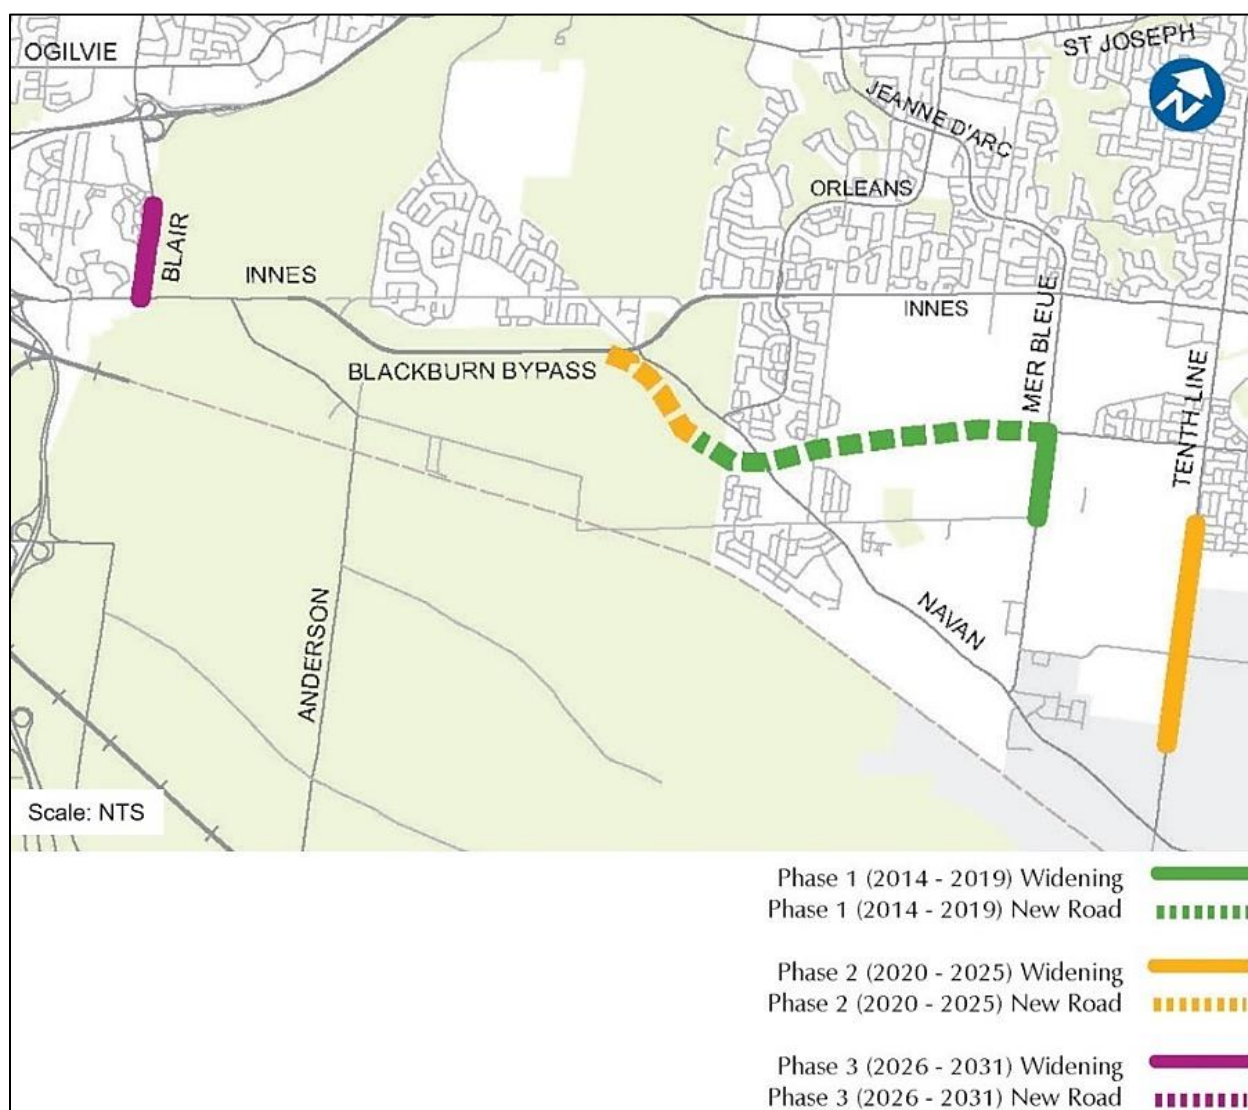 OGILVIE
ST JOSEPH
N
JEANNE D'ARC
ORLEANS
BLAIR
INNES
INNES
MER BLEUE
BLACKBURN BYPASS
TENTH LINE
NAVAN
ANDERSON
Scale: NTS
Phase 1 (2014 - 2019) Widening
Phase 1 (2014 - 2019) New Road
Phase 2 (2020 - 2025) Widening
Phase 2 (2020 - 2025) New Road
Phase 3 (2026 - 2031) Widening
Phase 3 (2026 - 2031) New Road